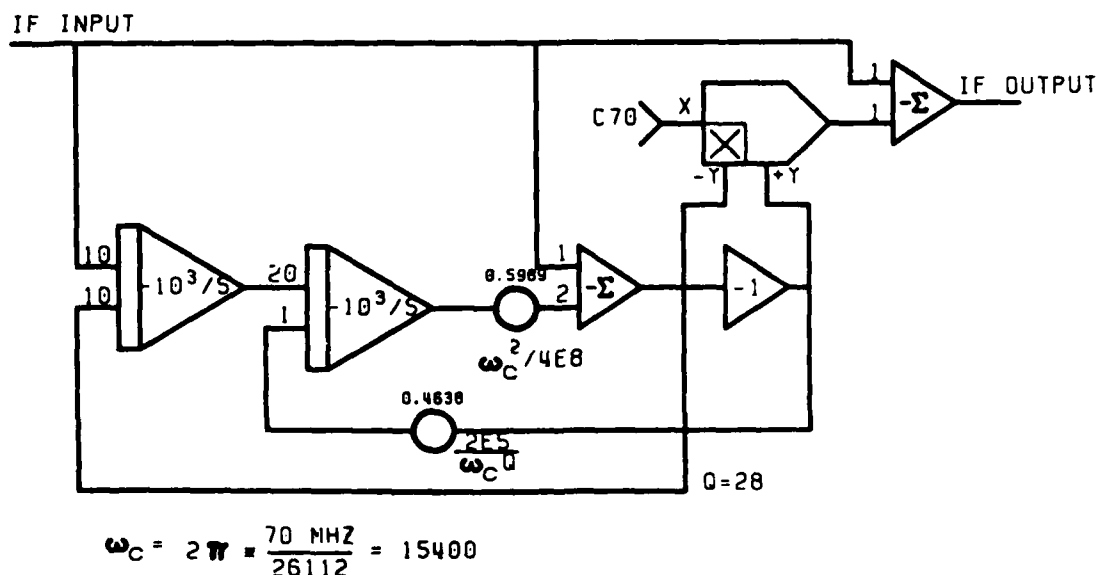 IF INPUT
1
IF OUTPUT
C70
X
1
-Σ
-Y
+Y
10
10
-10³/S
20
1
-10³/S
0.5929
1
2
-Σ
-1
ω_C²/4E8
0.4638
2E5
ω_C Q
Q=28
ω_C = 2π * 70 MHZ / 26112 = 15400